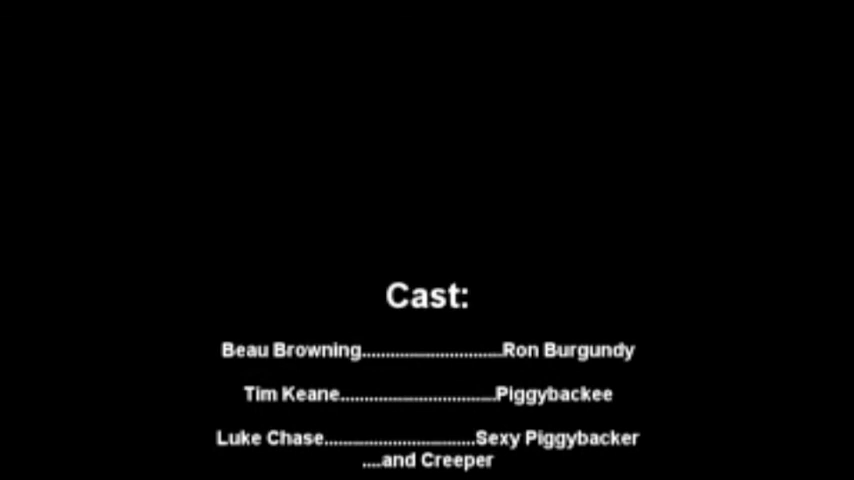 Cast:
Beau Browning..............................Ron Burgundy
Tim Keane.................................Piggybackee
Luke Chase................................Sexy Piggybacker
....and Creeper